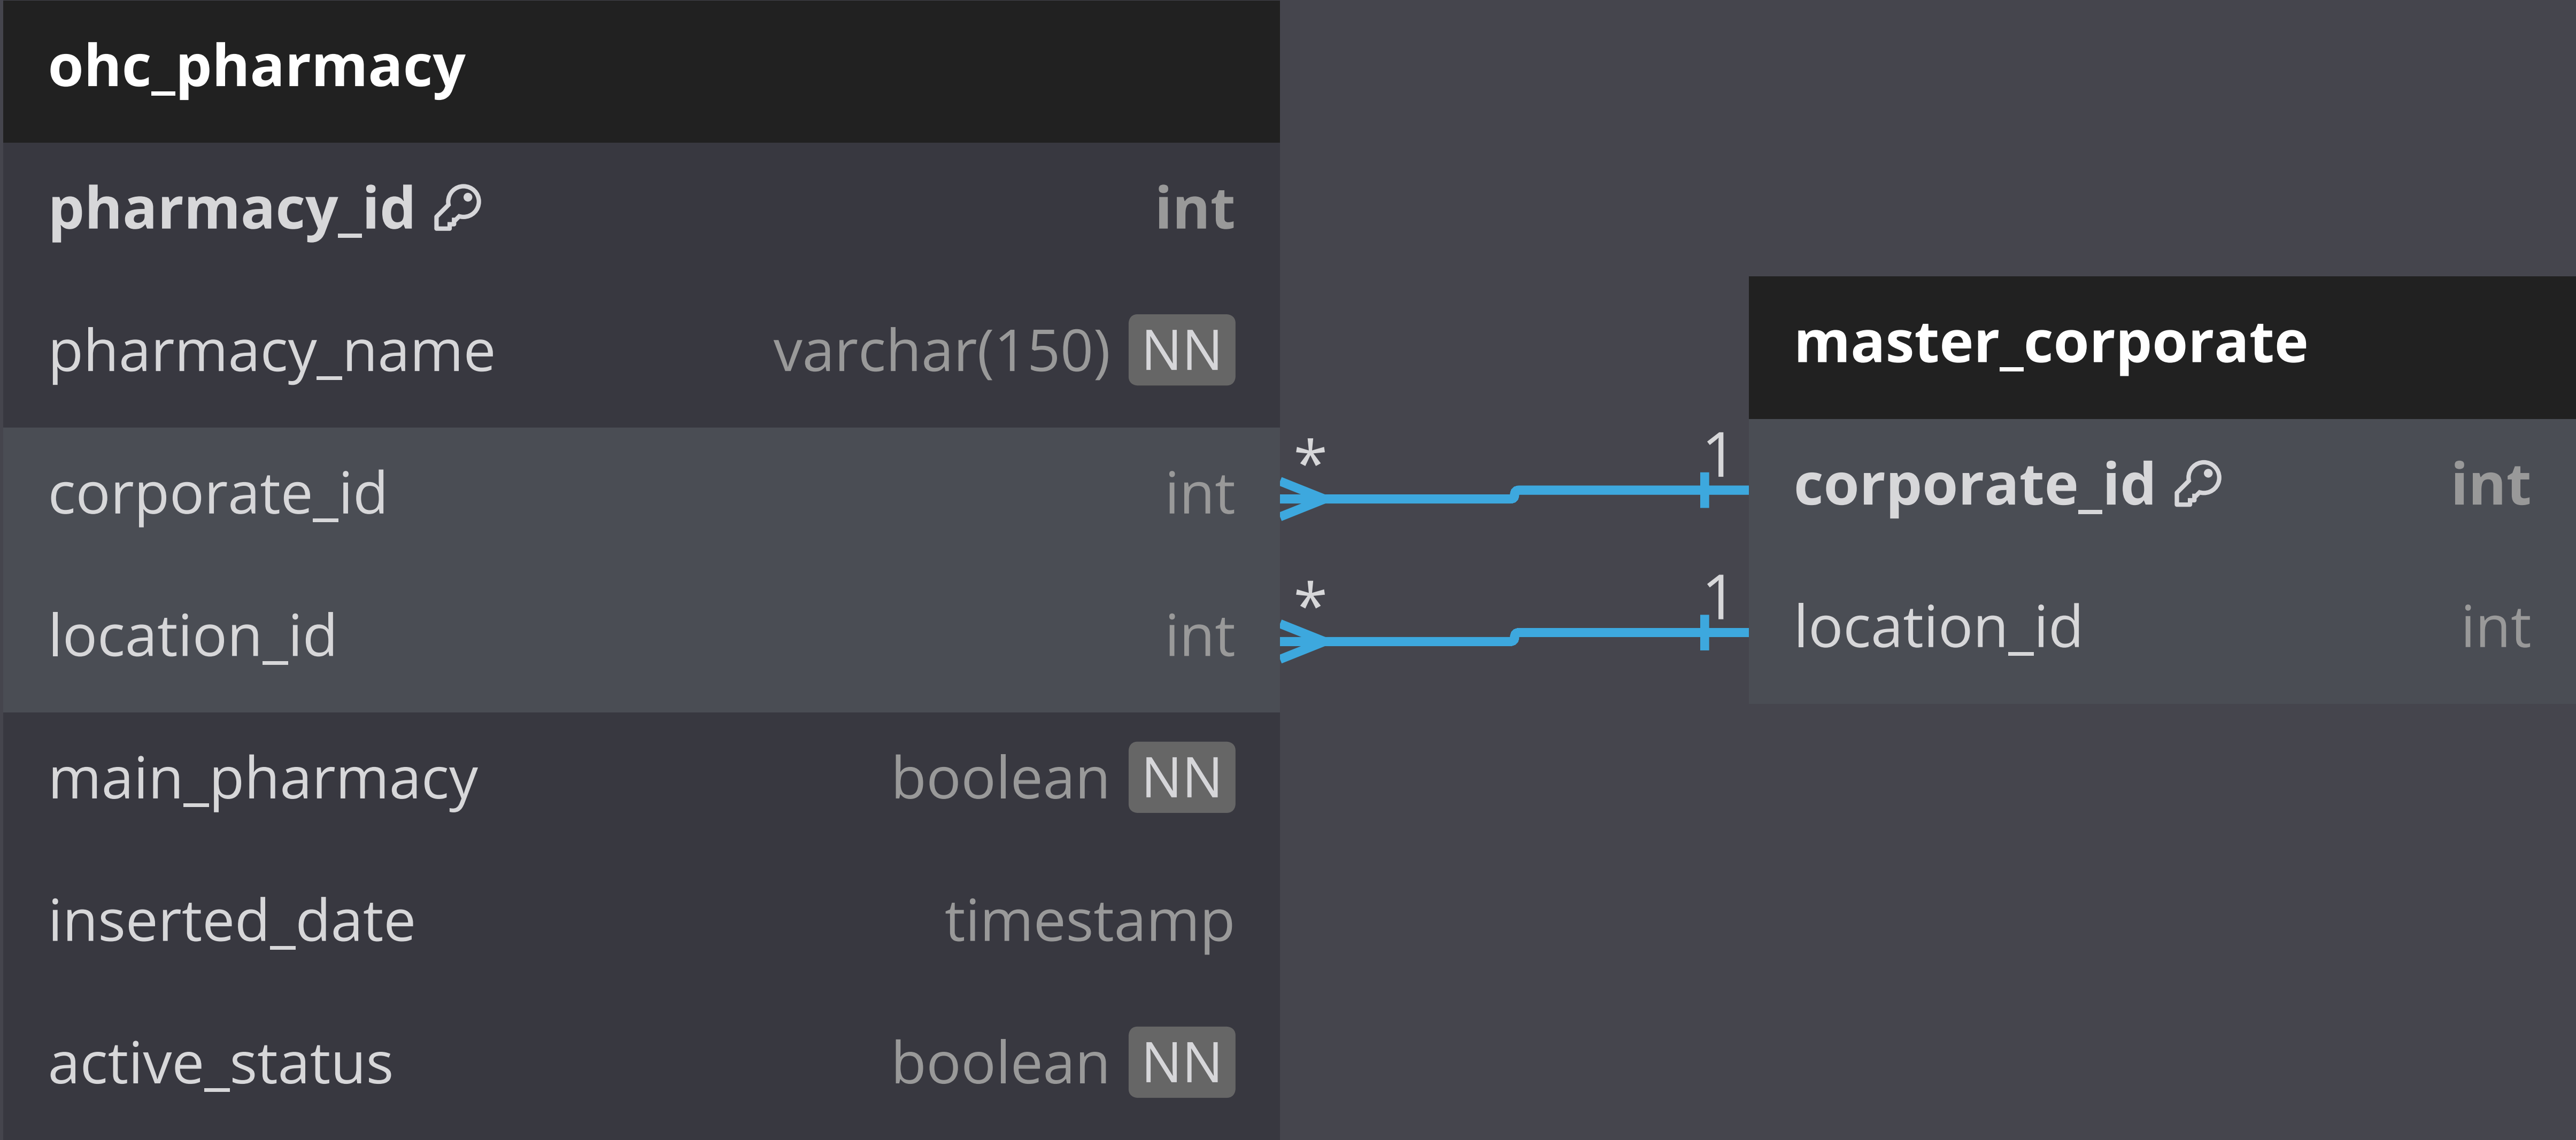 ohc_pharmacy
pharmacy_id int
pharmacy_name varchar(150) NN
corporate_id int
location_id int
main_pharmacy boolean NN
inserted_date timestamp
active_status boolean NN
* 1
* 1
master_corporate
corporate_id int
location_id int